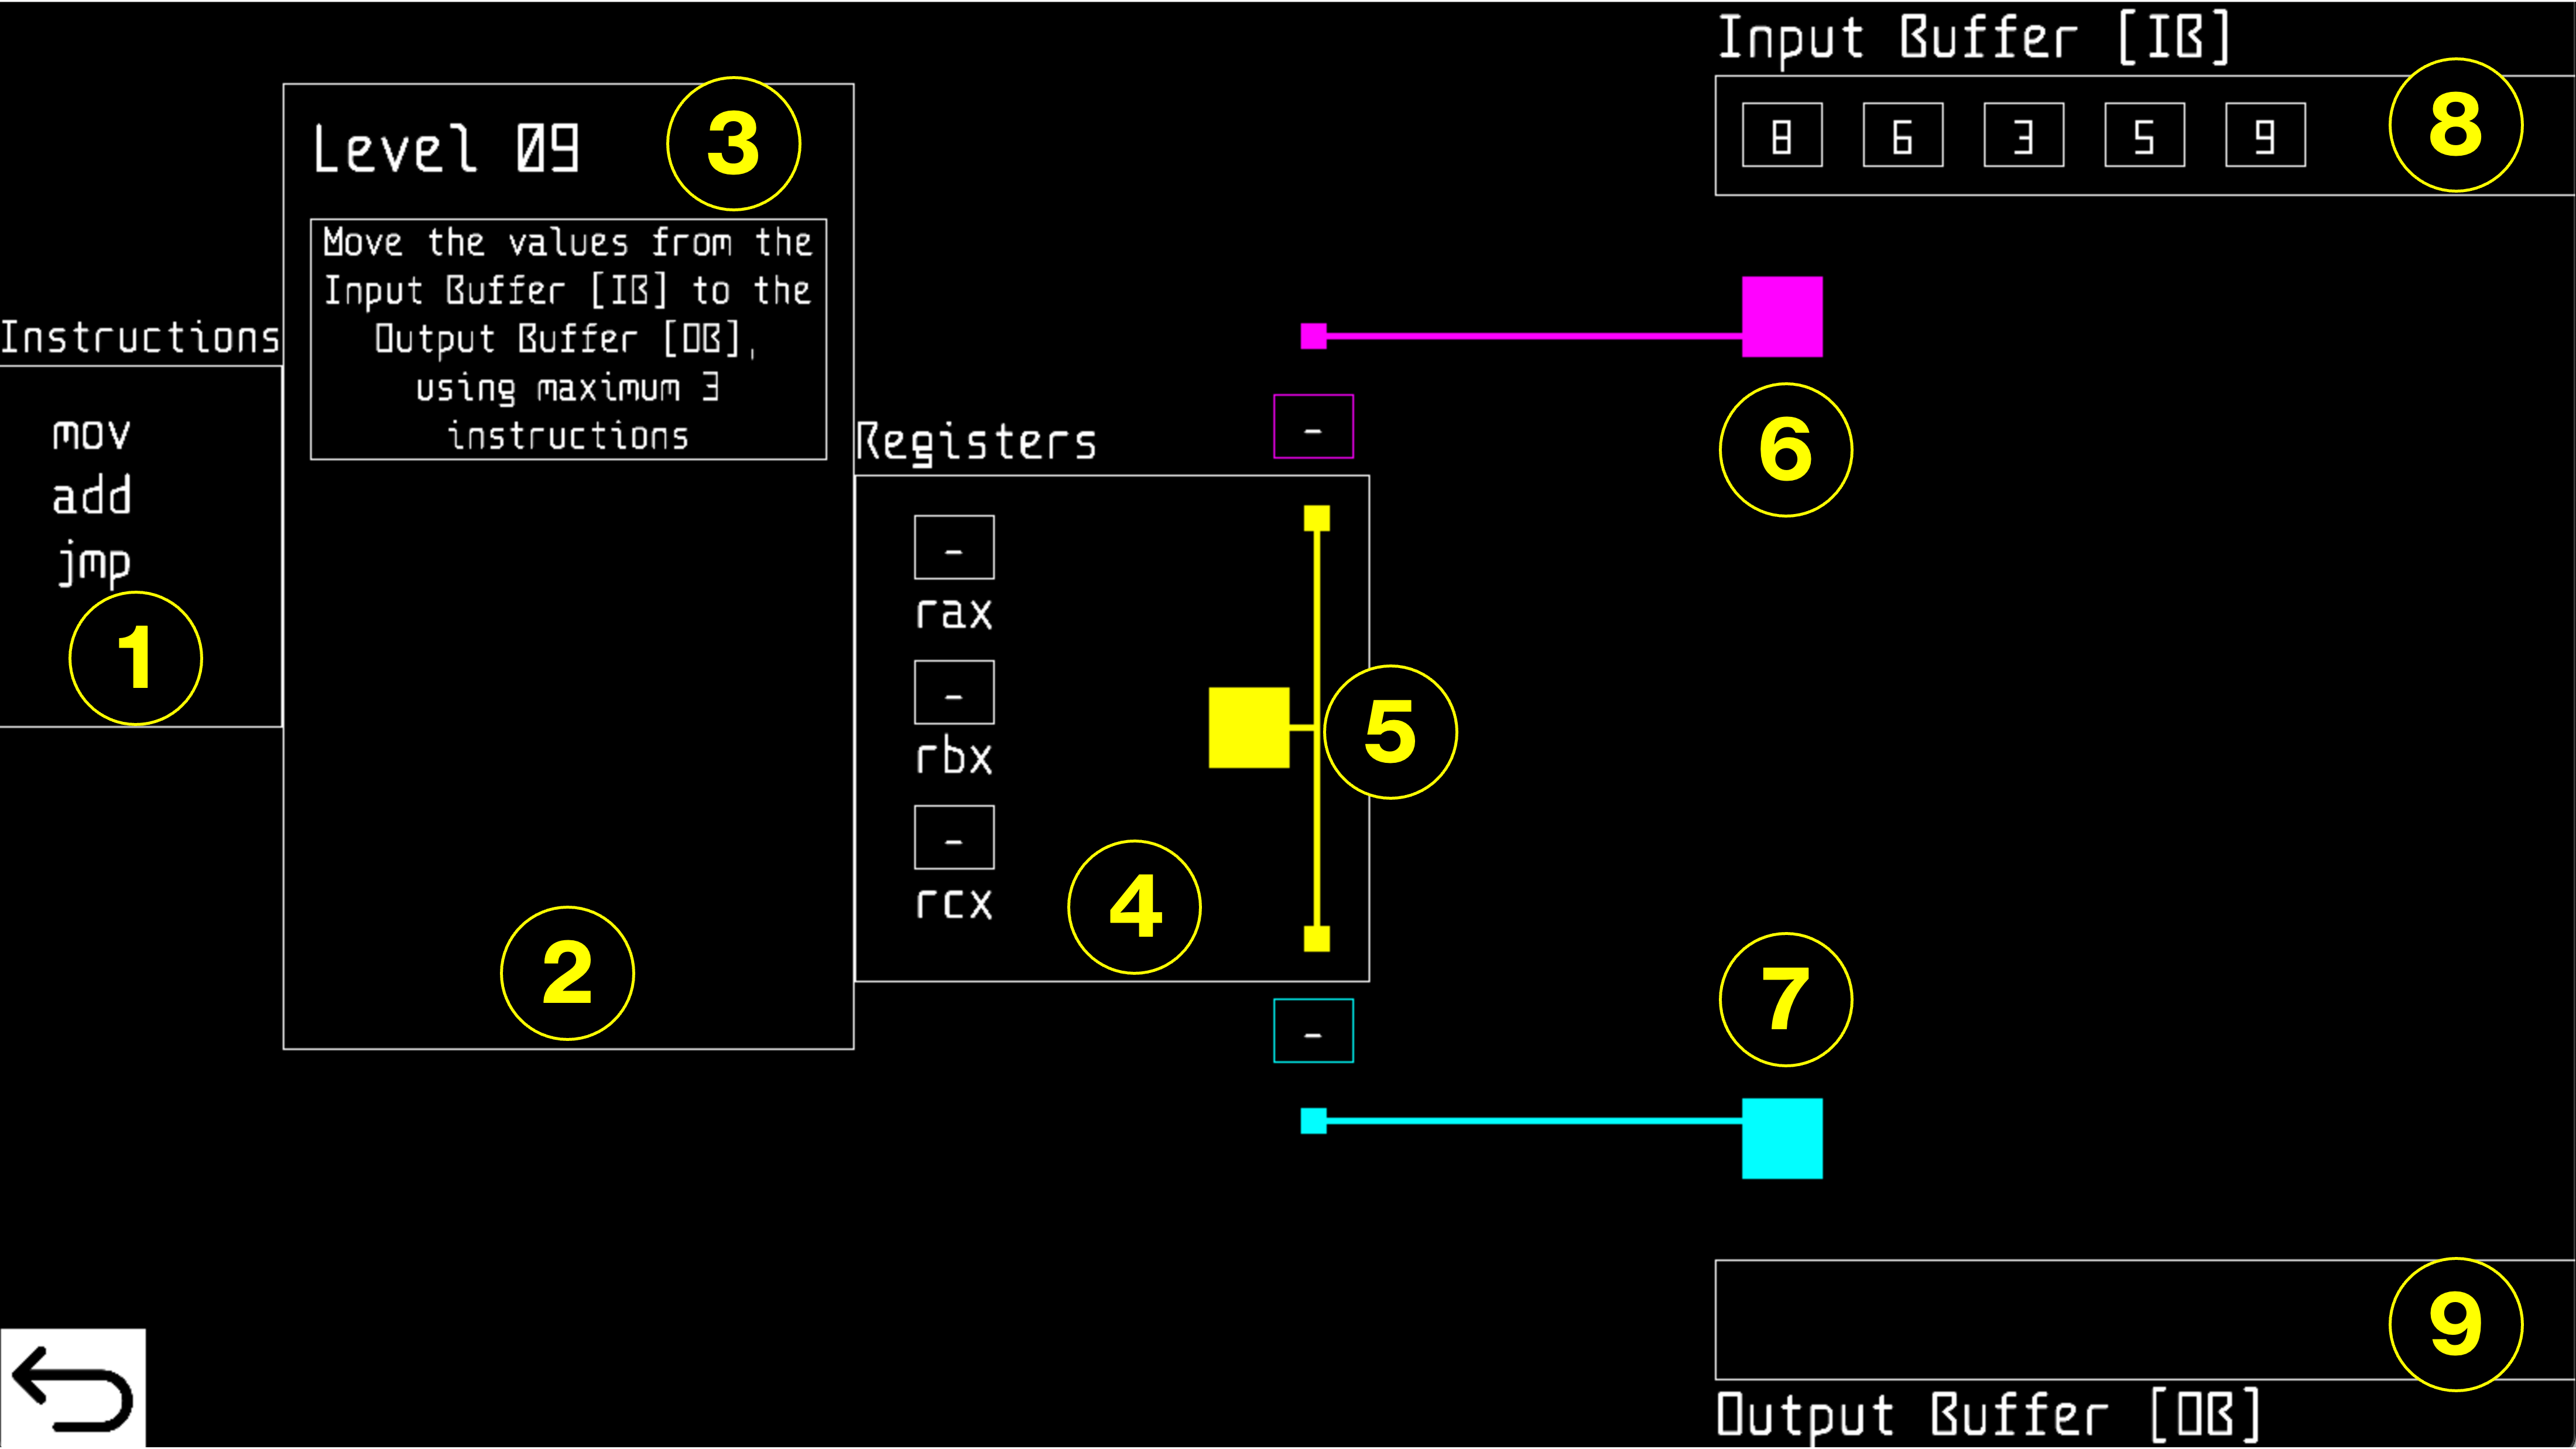 Input Buffer [IB]
8 6 3 5 9
8
Level 09
3
Move the values from the
Input Buffer [IB] to the
Output Buffer [OB],
using maximum 3
instructions
Instructions
mov
add
jmp
1
2
Registers
-
rax
-
rbx
-
rcx
4
5
-
6
-
7
9
Output Buffer [OB]